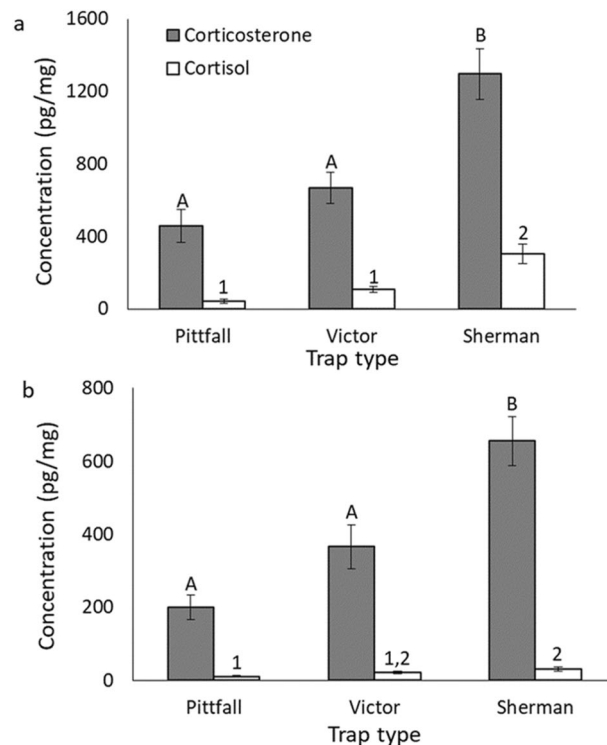 a
Concentration (pg/mg)
1600
1200
800
400
0
Corticosterone
Cortisol
A
1
A
1
B
2
Pittfall Victor Sherman
Trap type
b
Concentration (pg/mg)
800
600
400
200
0
A
1
A
1,2
B
2
Pittfall Victor Sherman
Trap type